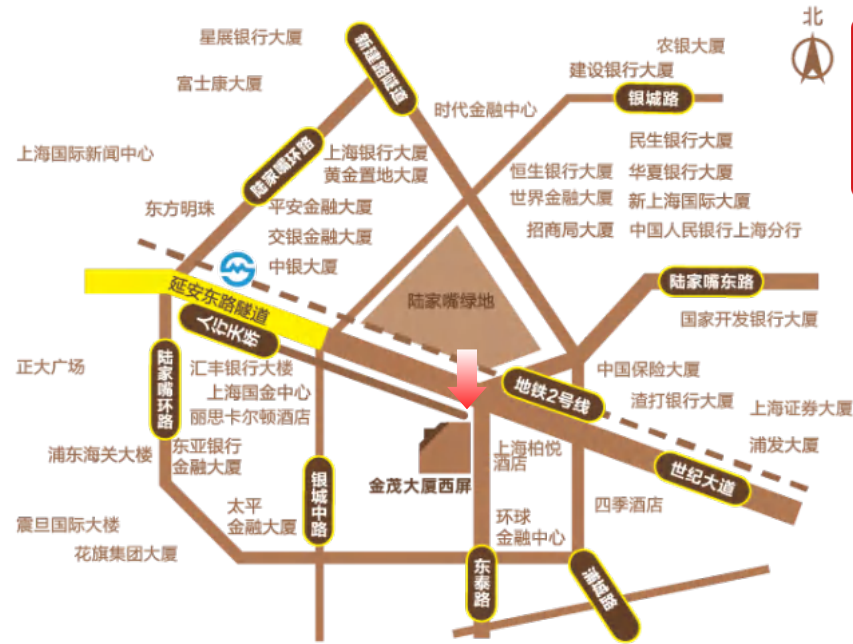 北
星展银行大厦
新建路隧道
农银大厦
建设银行大厦
富士康大厦
银城路
时代金融中心
民生银行大厦
上海国际新闻中心
陆家嘴环路
上海银行大厦
黄金置地大厦
恒生银行大厦
华夏银行大厦
世界金融大厦
新上海国际大厦
东方明珠
平安金融大厦
招商局大厦
中国人民银行上海分行
交银金融大厦
中银大厦
陆家嘴东路
延安东路隧道
陆家嘴绿地
人行天桥
国家开发银行大厦
正大广场
陆家嘴环路
汇丰银行大楼
中国保险大厦
上海国金中心
地铁2号线
丽思卡尔顿酒店
渣打银行大厦
上海证券大厦
浦东海关大楼
东亚银行
金融大厦
上海柏悦
酒店
浦发大厦
金茂大厦西屏
世纪大道
银城中路
太平
金融大厦
四季酒店
环球
金融中心
震旦国际大楼
花旗集团大厦
东泰路
浦城路